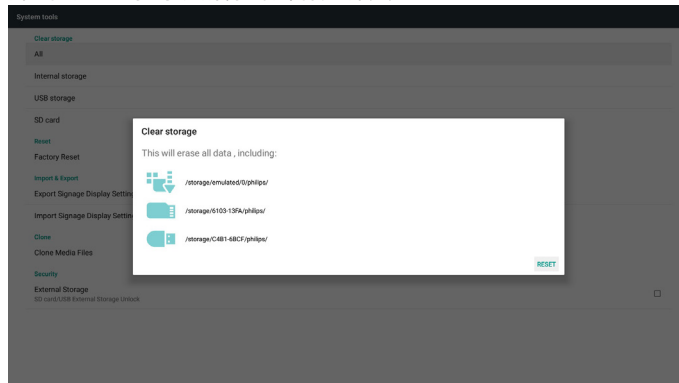 System tools
Clear storage
All
Internal storage
USB storage
SD card
Reset
Factory Reset
Import & Export
Export Signage Display Setting
Import Signage Display Settin
Clone
Clone Media Files
Security
External Storage
SD card/USB External Storage Unlock
Clear storage
This will erase all data , including:
/storage/emulated/0/philips/
/storage/6103-13FA/philips/
/storage/C4B1-6BCF/philips/
RESET